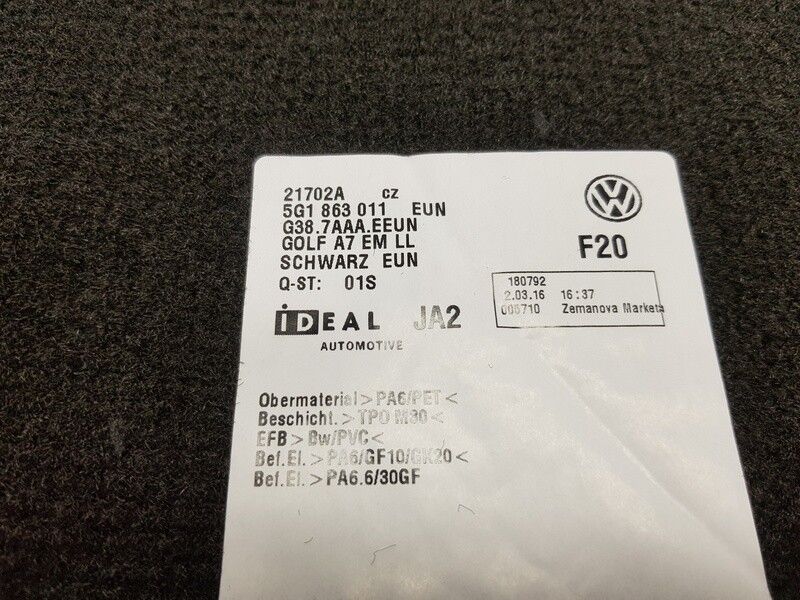 21702A CZ
5G1 863 011 EUN
G38.7AAA.EEUN
GOLF A7 EM LL
SCHWARZ EUN
Q-ST: 01S
F20
180792
2.03.16 16:37
005710 Zemanova Marketa
iDEAL JA2
AUTOMOTIVE
Obermaterial>PA6/PET<
Beschicht.>TPO M30<
EFB>Bw/PVC<
Bef.El.>PA6/GF10/GK20<
Bef.El.>PA6.6/30GF